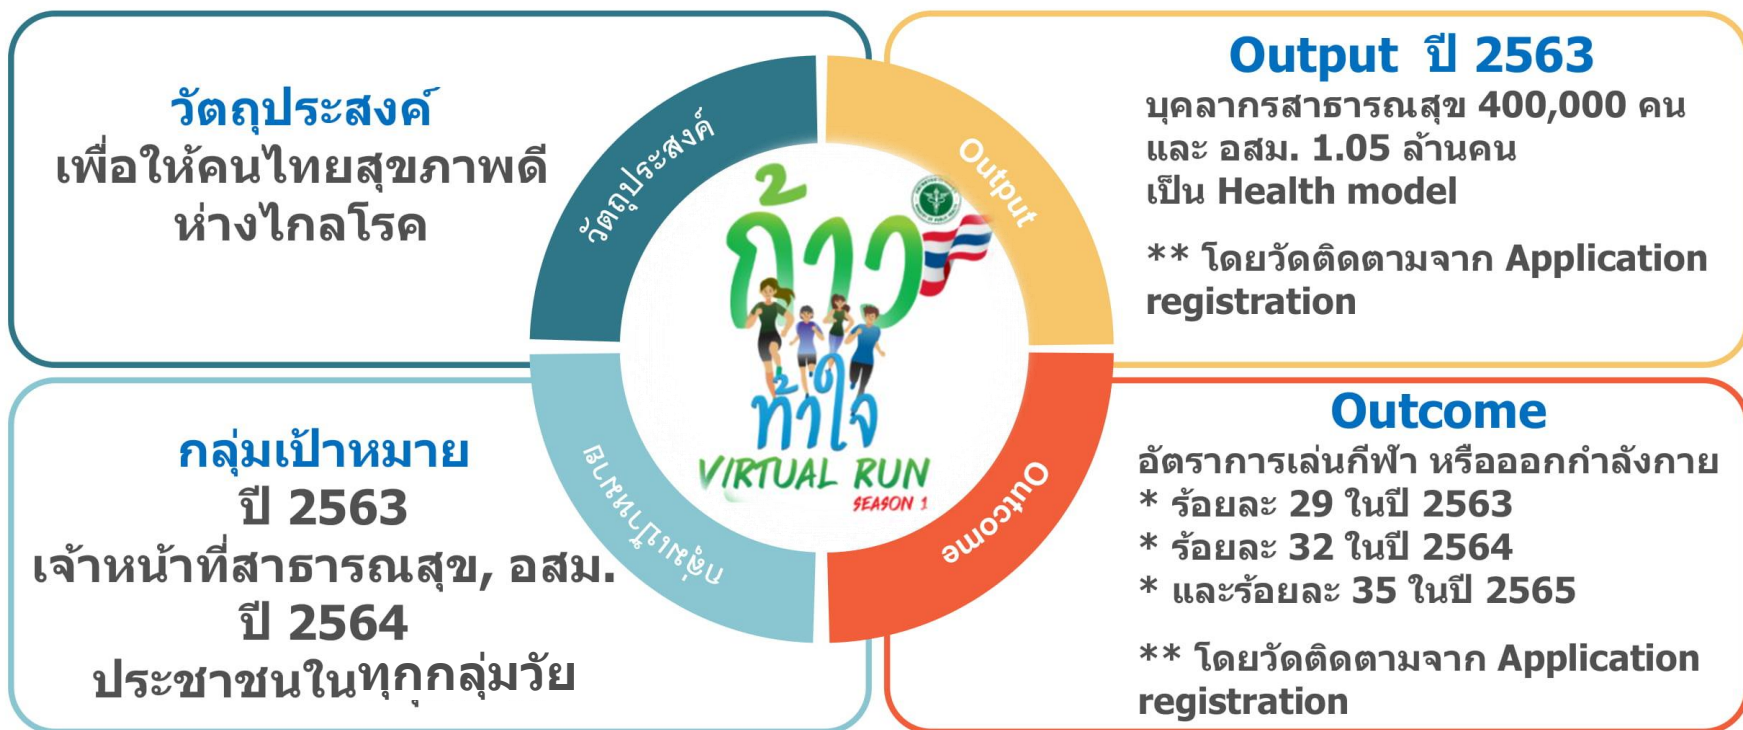 วัตถุประสงค์
เพื่อให้คนไทยสุขภาพดี
ห่างไกลโรค
Output ปี 2563
บุคลากรสาธารณสุข 400,000 คน
และ อสม. 1.05 ล้านคน
เป็น Health model
** โดยวัดติดตามจาก Application
registration
วัตถุประสงค์
Output
ก้าว
ท้าใจ
VIRTUAL RUN
SEASON 1
กลุ่มเป้าหมาย
Outcome
กลุ่มเป้าหมาย
ปี 2563
เจ้าหน้าที่สาธารณสุข, อสม.
ปี 2564
ประชาชนในทุกกลุ่มวัย
Outcome
อัตราการเล่นกีฬา หรือออกกำลังกาย
* ร้อยละ 29 ในปี 2563
* ร้อยละ 32 ในปี 2564
* และร้อยละ 35 ในปี 2565
** โดยวัดติดตามจาก Application
registration